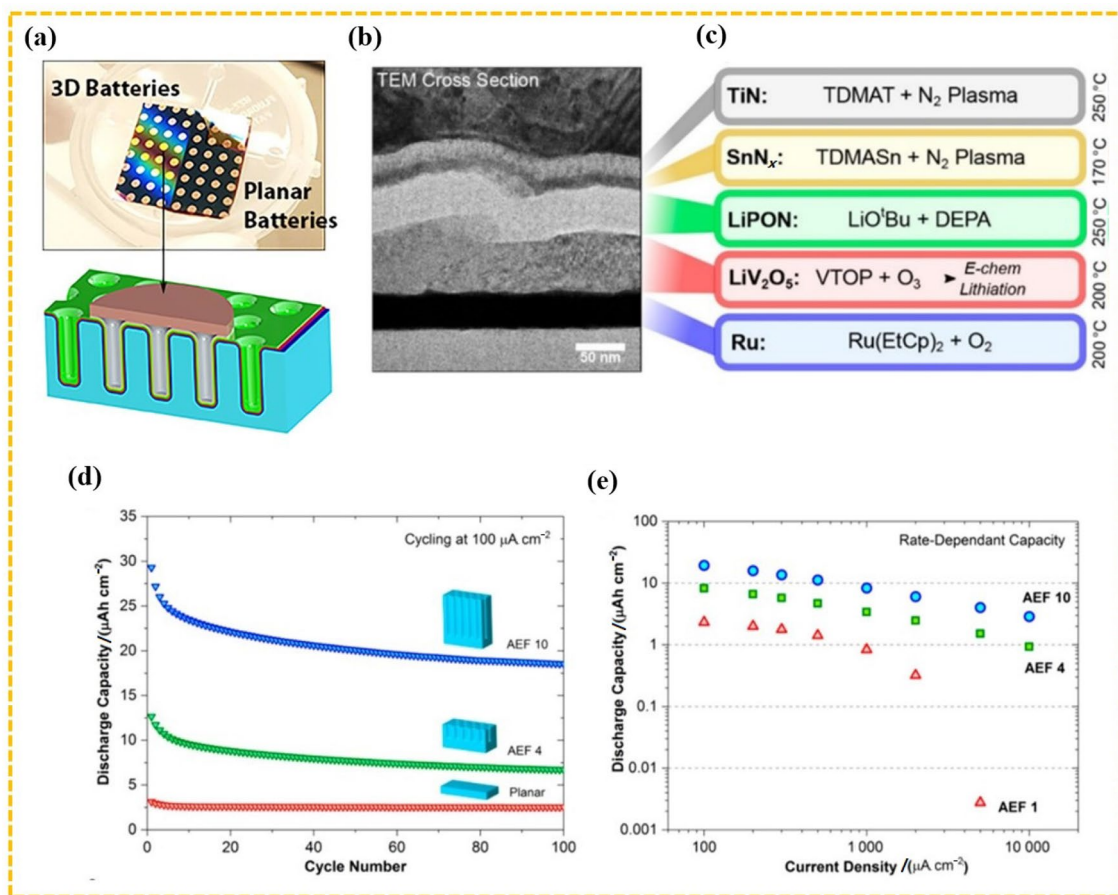 (a)
3D Batteries
Planar
Batteries
(b)
TEM Cross Section
50 nm
(c)
TiN: TDMAT + N₂ Plasma
250 °C
SnNₓ: TDMASn + N₂ Plasma
170 °C
LiPON: LiOᵗBu + DEPA
250 °C
LiV₂O₅: VTOP + O₃ ➤ E-chem
Lithiation
200 °C
Ru: Ru(EtCp)₂ + O₂
200 °C
(d)
Discharge Capacity/(μAh cm⁻²)
35
30
25
20
15
10
5
0
Cycling at 100 μA cm⁻²
AEF 10
AEF 4
Planar
0 20 40 60 80 100
Cycle Number
(e)
Discharge Capacity/(μAh cm⁻²)
100
10
1
0.1
0.01
0.001
Rate-Dependant Capacity
AEF 10
AEF 4
AEF 1
100 1 000 10 000
Current Density /(μA cm⁻²)